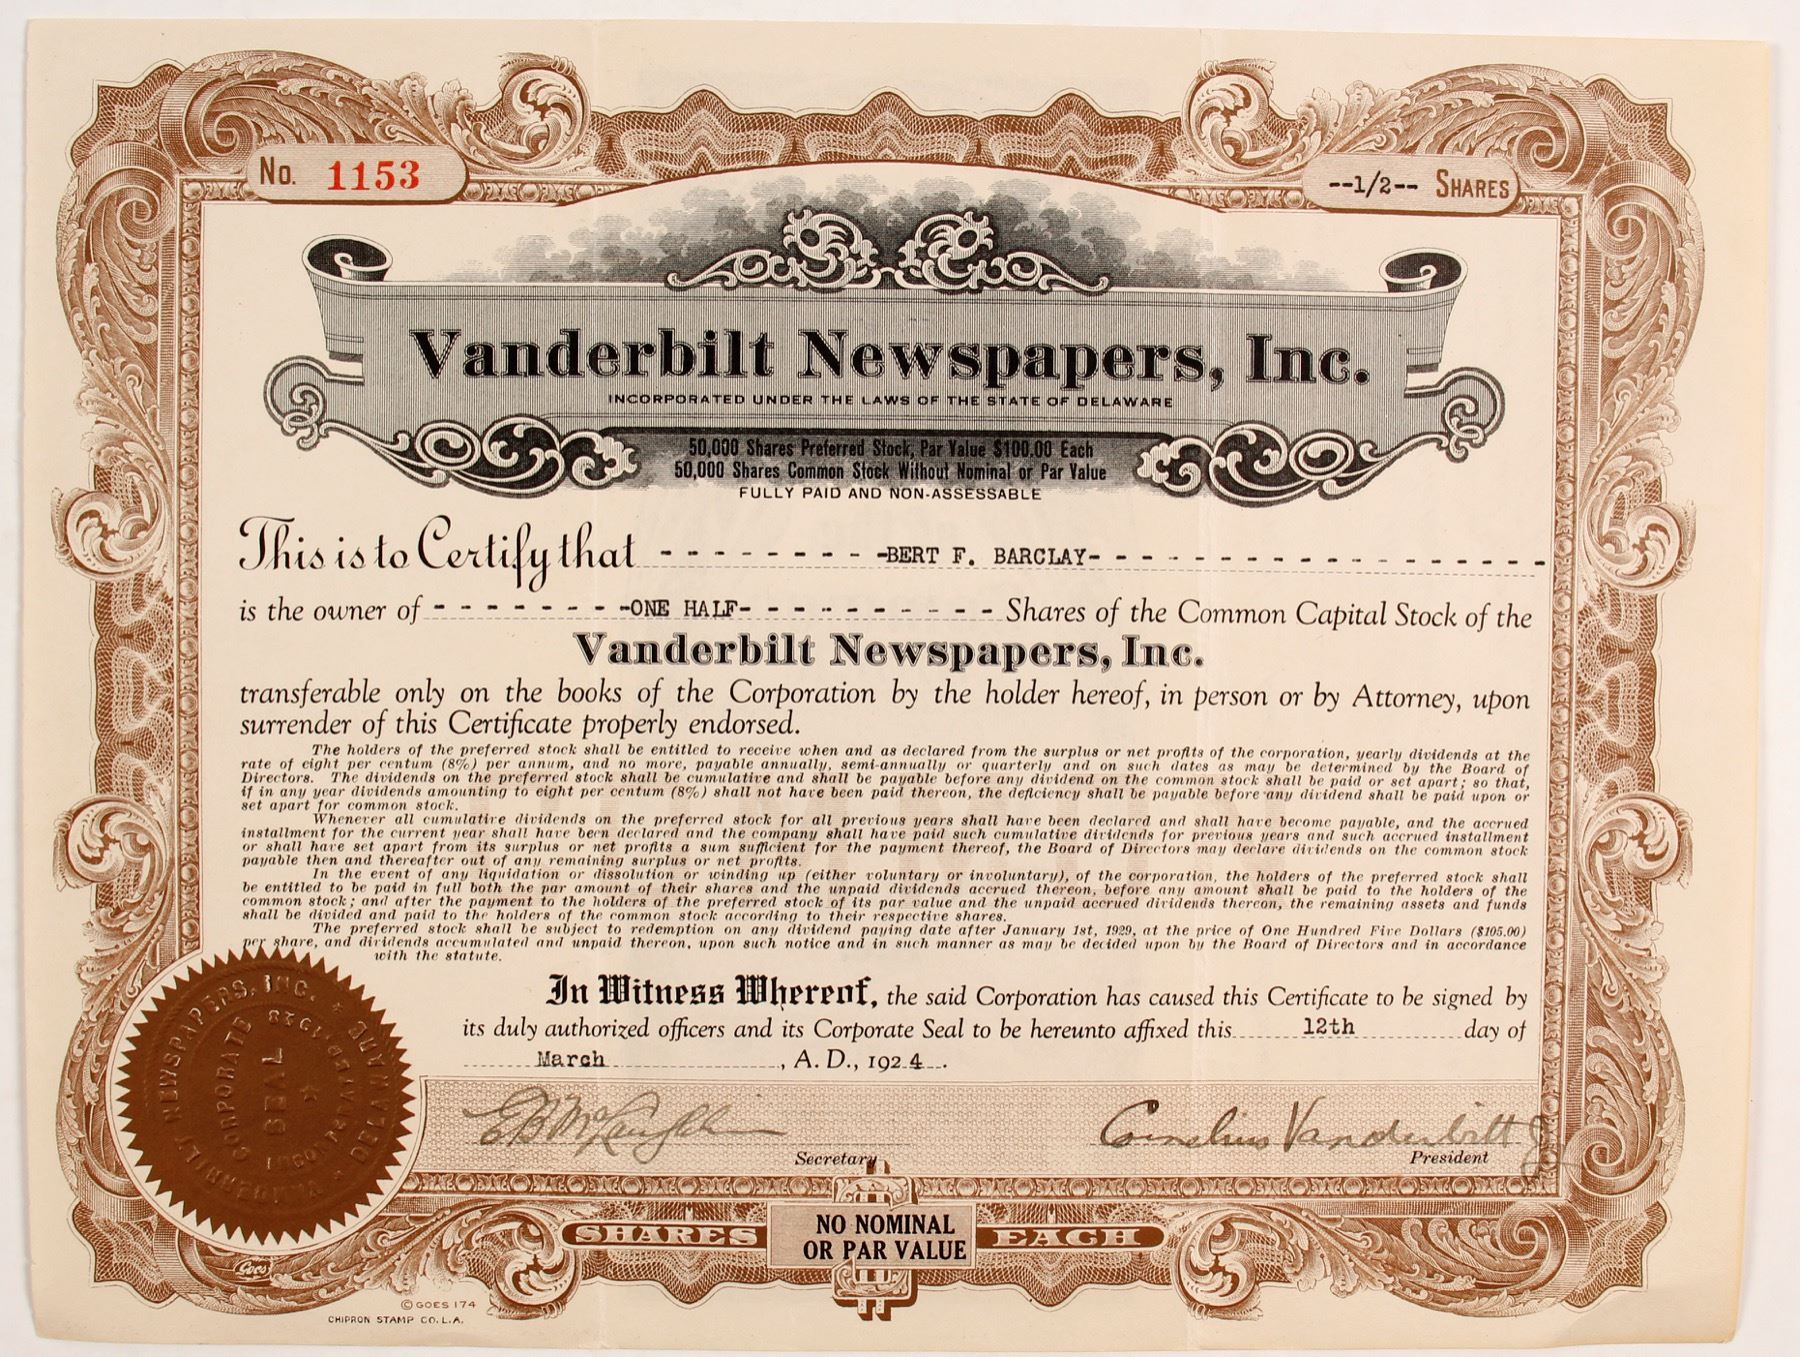 No. 1153
--1/2-- SHARES
Vanderbilt Newspapers, Inc.
INCORPORATED UNDER THE LAWS OF THE STATE OF DELAWARE
50,000 Shares Preferred Stock, Par Value $100.00 Each
50,000 Shares Common Stock Without Nominal or Par Value
FULLY PAID AND NON-ASSESSABLE
This is to Certify that - - - - - - - - - -BERT F. BARCLAY- - - - - - - - - - - - - - - - - -
is the owner of - - - - - - - - -ONE HALF- - - - - - - - - - - Shares of the Common Capital Stock of the
Vanderbilt Newspapers, Inc.
transferable only on the books of the Corporation by the holder hereof, in person or by Attorney, upon
surrender of this Certificate properly endorsed.
The holders of the preferred stock shall be entitled to receive when and as declared from the surplus or net profits of the corporation, yearly dividends at the
rate of eight per centum (8%) per annum, and no more, payable annually, semi-annually or quarterly and on such dates as may be determined by the Board of
Directors. The dividends on the preferred stock shall be cumulative and shall be payable before any dividend on the common stock shall be paid or set apart; so that,
if in any year dividends amounting to eight per centum (8%) shall not have been paid thereon, the deficiency shall be payable before any dividend shall be paid upon or
set apart for common stock.
Whenever all cumulative dividends on the preferred stock for all previous years shall have been declared and shall have become payable, and the accrued
installment for the current year shall have been declared and the company shall have paid such cumulative dividends for previous years and such accrued installment
or shall have set apart from its surplus or net profits a sum sufficient for the payment thereof, the Board of Directors may declare dividends on the common stock
payable then and thereafter out of any remaining surplus or net profits.
In the event of any liquidation or dissolution or winding up (either voluntary or involuntary), of the corporation, the holders of the preferred stock shall
be entitled to be paid in full both the par amount of their shares and the unpaid dividends accrued thereon, before any amount shall be paid to the holders of the
common stock; and after the payment to the holders of the preferred stock of its par value and the unpaid accrued dividends thereon, the remaining assets and funds
shall be divided and paid to the holders of the common stock according to their respective shares.
The preferred stock shall be subject to redemption on any dividend paying date after January 1st, 1929, at the price of One Hundred Five Dollars ($105.00)
per share, and dividends accumulated and unpaid thereon, upon such notice and in such manner as may be decided upon by the Board of Directors and in accordance
with the statute.
In Witness Whereof, the said Corporation has caused this Certificate to be signed by
its duly authorized officers and its Corporate Seal to be hereunto affixed this 12th day of
March, A. D., 1924.
VANDERBILT NEWSPAPERS, INC. * DELAWARE *
CORPORATE SEAL
E B McLaughlin
Cornelius Vanderbilt Jr
Secretary
President
SHARES NO NOMINAL OR PAR VALUE EACH
Goes
© GOES 174
CHIPRON STAMP CO. L.A.